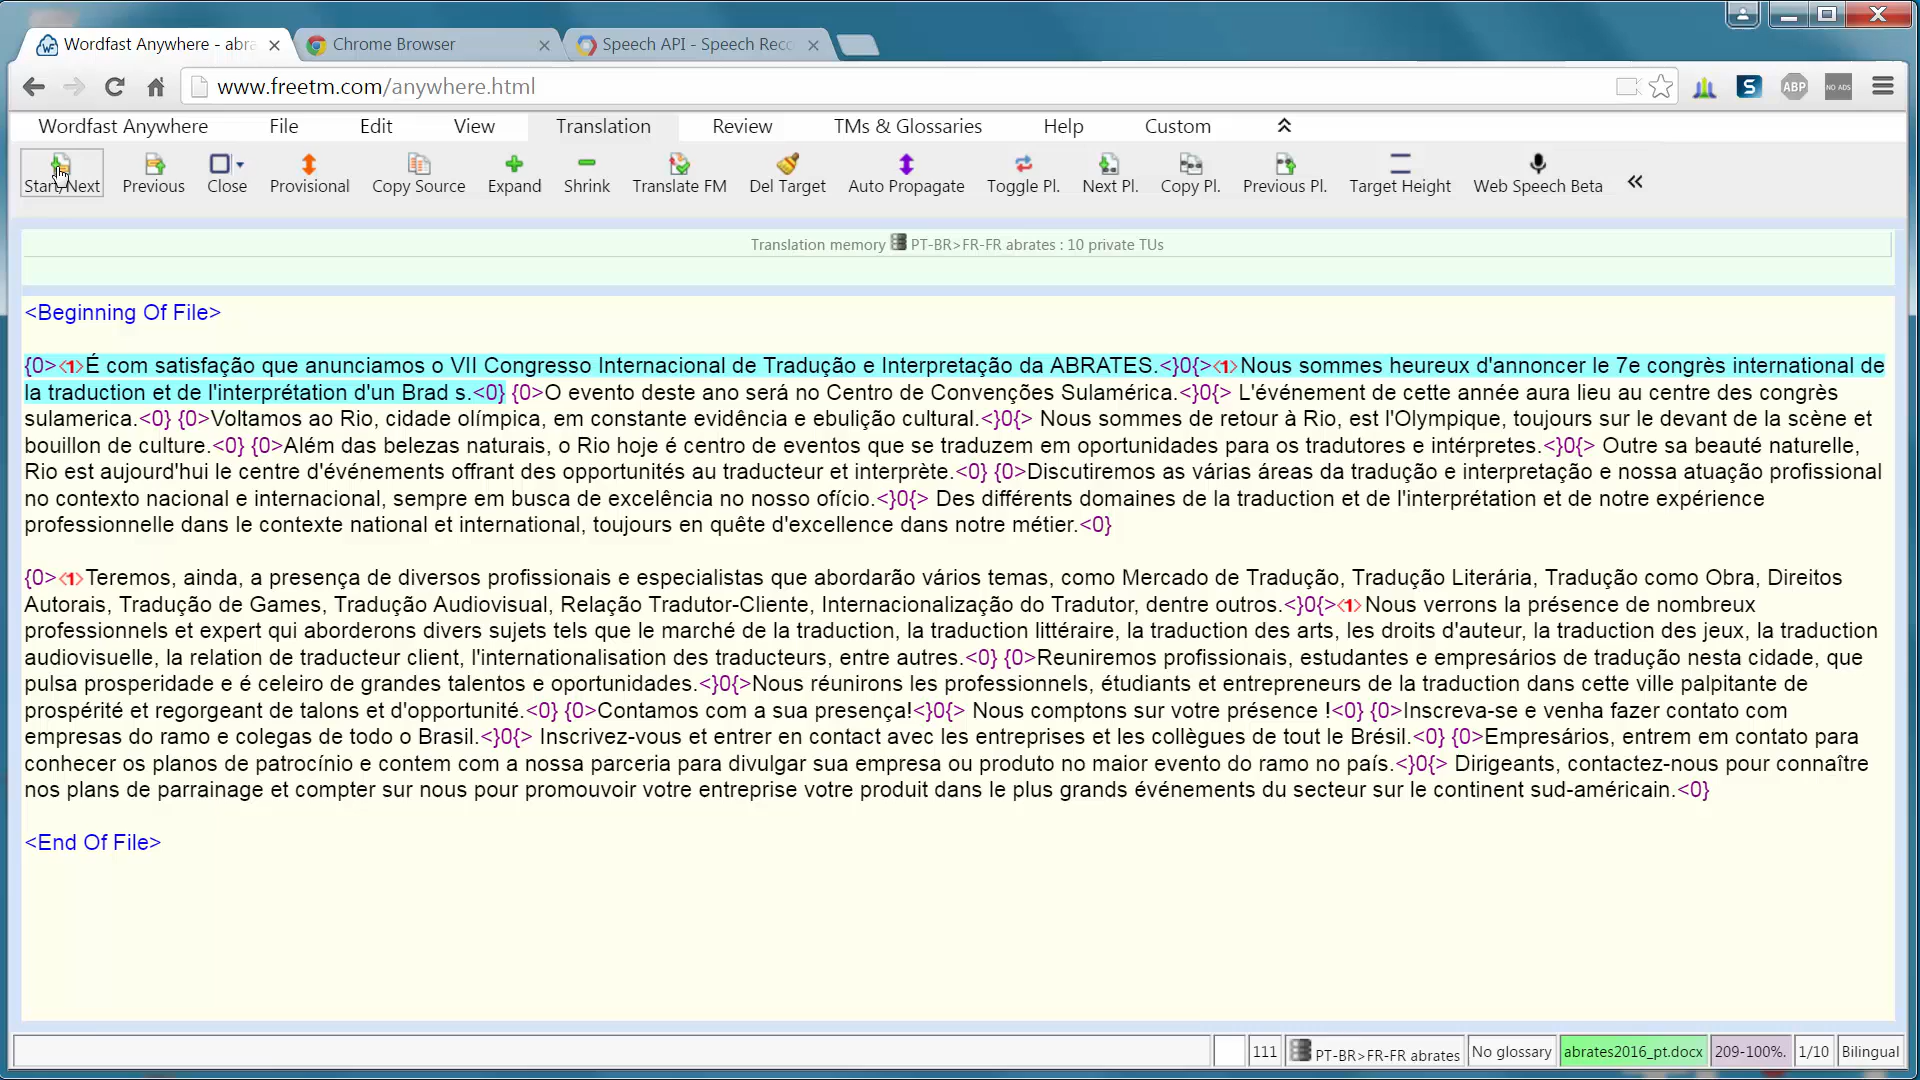 Wordfast Anywhere - abra
Chrome Browser
Speech API - Speech Reco
www.freetm.com/anywhere.html
S
ABP
NO ADS
Wordfast Anywhere File Edit View Translation Review TMs & Glossaries Help Custom
Start/Next Previous Close Provisional Copy Source Expand Shrink Translate FM Del Target Auto Propagate Toggle Pl. Next Pl. Copy Pl. Previous Pl. Target Height Web Speech Beta
Translation memory PT-BR>FR-FR abrates : 10 private TUs
<Beginning Of File>
{0><1>É com satisfação que anunciamos o VII Congresso Internacional de Tradução e Interpretação da ABRATES.<}0{><1>Nous sommes heureux d'annoncer le 7e congrès international de
la traduction et de l'interprétation d'un Brad s.<0} {0>O evento deste ano será no Centro de Convenções Sulamérica.<}0{> L'événement de cette année aura lieu au centre des congrès
sulamerica.<0} {0>Voltamos ao Rio, cidade olímpica, em constante evidência e ebulição cultural.<}0{> Nous sommes de retour à Rio, est l'Olympique, toujours sur le devant de la scène et
bouillon de culture.<0} {0>Além das belezas naturais, o Rio hoje é centro de eventos que se traduzem em oportunidades para os tradutores e intérpretes.<}0{> Outre sa beauté naturelle,
Rio est aujourd'hui le centre d'événements offrant des opportunités au traducteur et interprète.<0} {0>Discutiremos as várias áreas da tradução e interpretação e nossa atuação profissional
no contexto nacional e internacional, sempre em busca de excelência no nosso ofício.<}0{> Des différents domaines de la traduction et de l'interprétation et de notre expérience
professionnelle dans le contexte national et international, toujours en quête d'excellence dans notre métier.<0}
{0><1>Teremos, ainda, a presença de diversos profissionais e especialistas que abordarão vários temas, como Mercado de Tradução, Tradução Literária, Tradução como Obra, Direitos
Autorais, Tradução de Games, Tradução Audiovisual, Relação Tradutor-Cliente, Internacionalização do Tradutor, dentre outros.<}0{><1>Nous verrons la présence de nombreux
professionnels et expert qui aborderons divers sujets tels que le marché de la traduction, la traduction littéraire, la traduction des arts, les droits d'auteur, la traduction des jeux, la traduction
audiovisuelle, la relation de traducteur client, l'internationalisation des traducteurs, entre autres.<0} {0>Reuniremos profissionais, estudantes e empresários de tradução nesta cidade, que
pulsa prosperidade e é celeiro de grandes talentos e oportunidades.<}0{>Nous réunirons les professionnels, étudiants et entrepreneurs de la traduction dans cette ville palpitante de
prospérité et regorgeant de talons et d'opportunité.<0} {0>Contamos com a sua presença!<}0{> Nous comptons sur votre présence !<0} {0>Inscreva-se e venha fazer contato com
empresas do ramo e colegas de todo o Brasil.<}0{> Inscrivez-vous et entrer en contact avec les entreprises et les collègues de tout le Brésil.<0} {0>Empresários, entrem em contato para
conhecer os planos de patrocínio e contem com a nossa parceria para divulgar sua empresa ou produto no maior evento do ramo no país.<}0{> Dirigeants, contactez-nous pour connaître
nos plans de parrainage et compter sur nous pour promouvoir votre entreprise votre produit dans le plus grands événements du secteur sur le continent sud-américain.<0}
<End Of File>
111 PT-BR>FR-FR abrates No glossary abrates2016_pt.docx 209-100%. 1/10 Bilingual